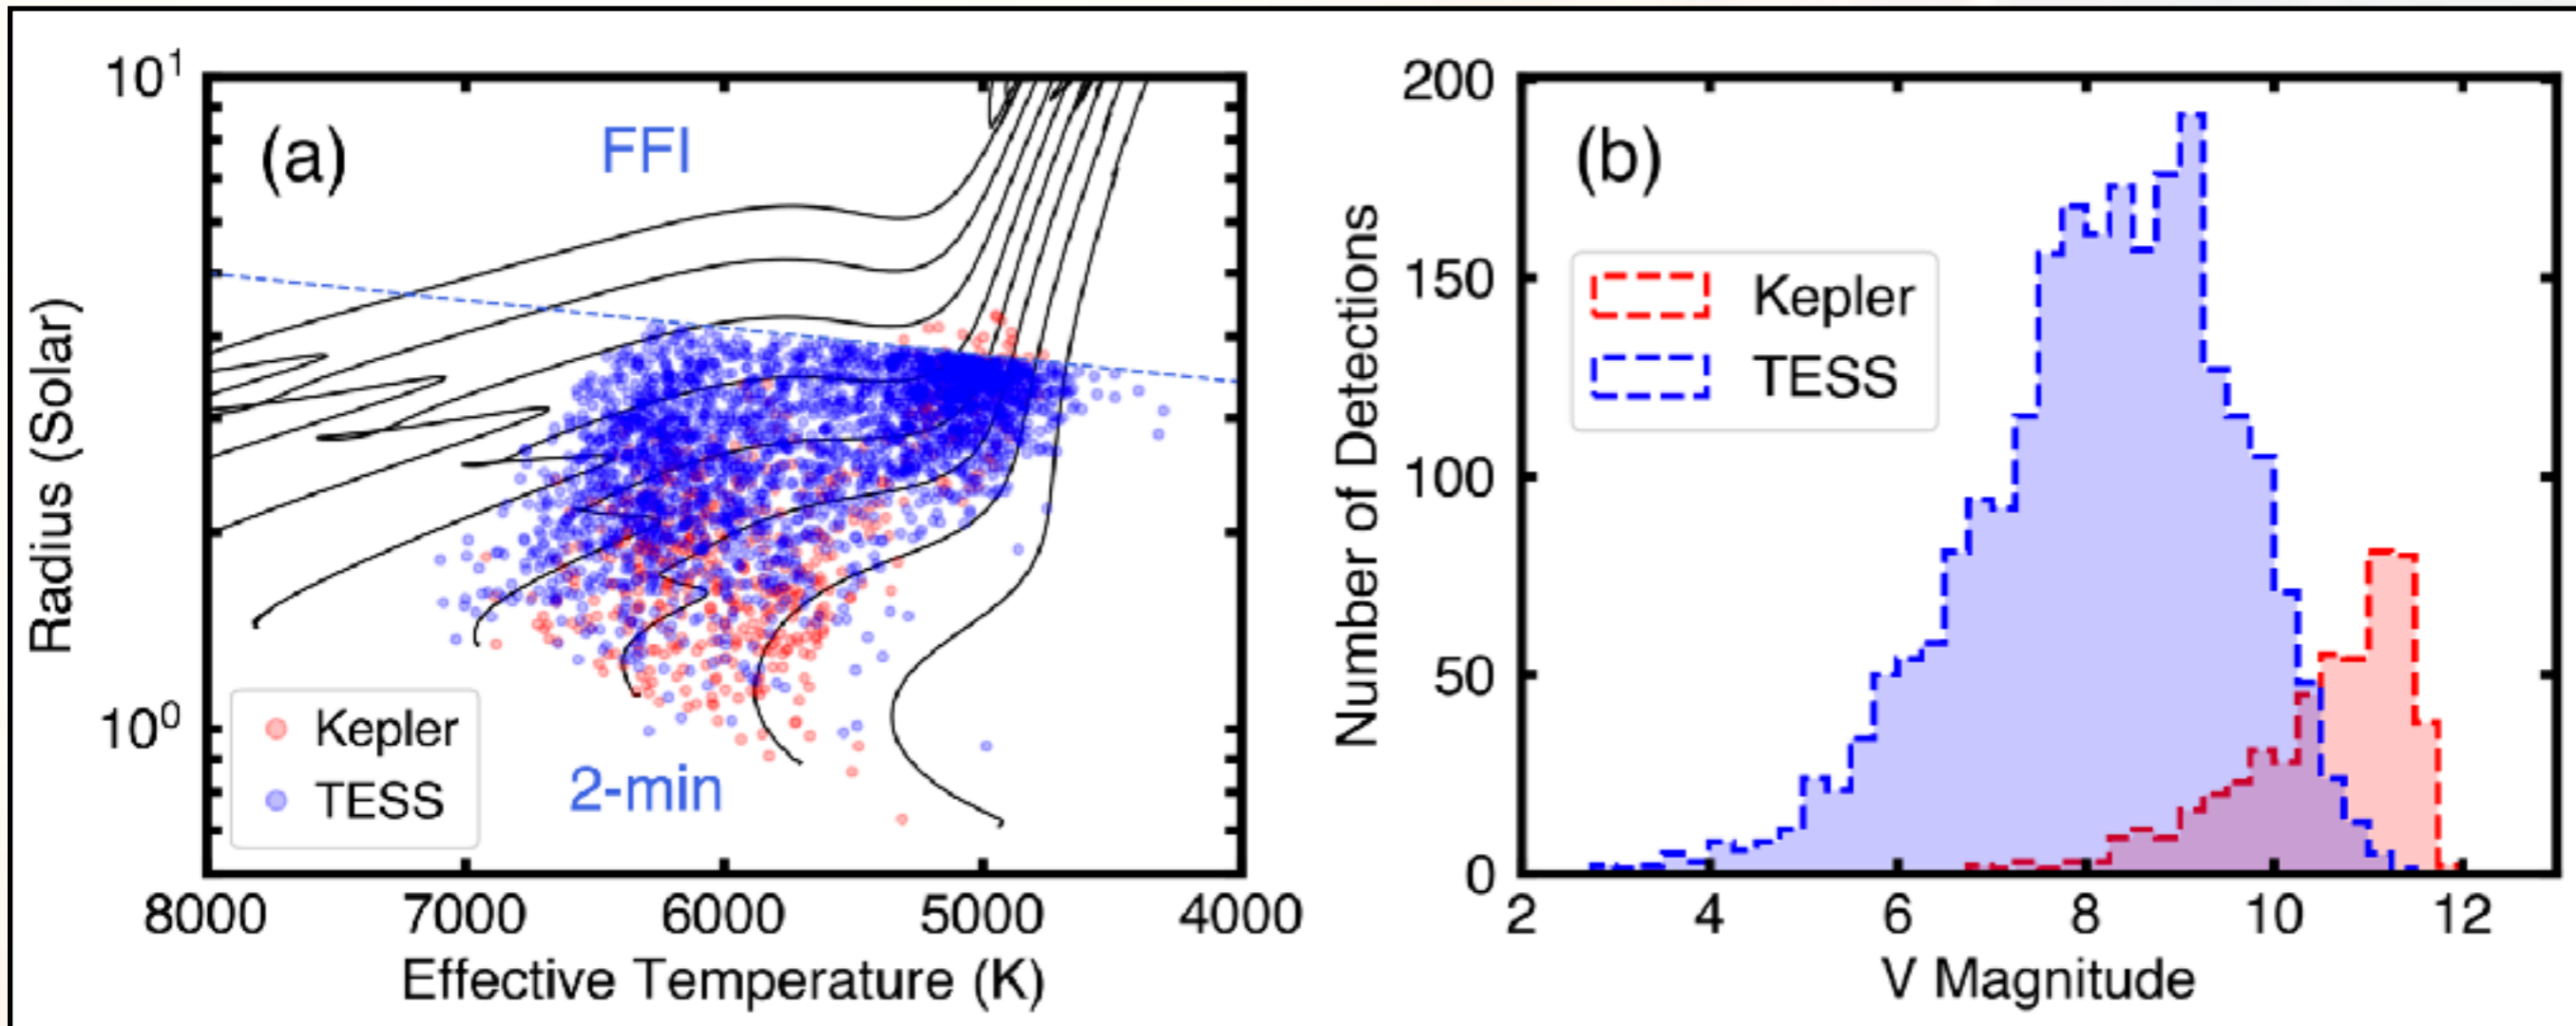 (a)
FFI
2-min
Kepler
TESS
10¹
10⁰
Radius (Solar)
8000 7000 6000 5000 4000
Effective Temperature (K)
(b)
Kepler
TESS
200
150
100
50
0
Number of Detections
2 4 6 8 10 12
V Magnitude